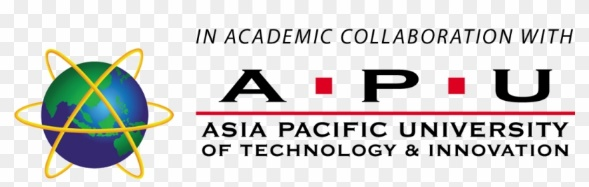 IN ACADEMIC COLLABORATION WITH
A·P·U
ASIA PACIFIC UNIVERSITY
OF TECHNOLOGY & INNOVATION